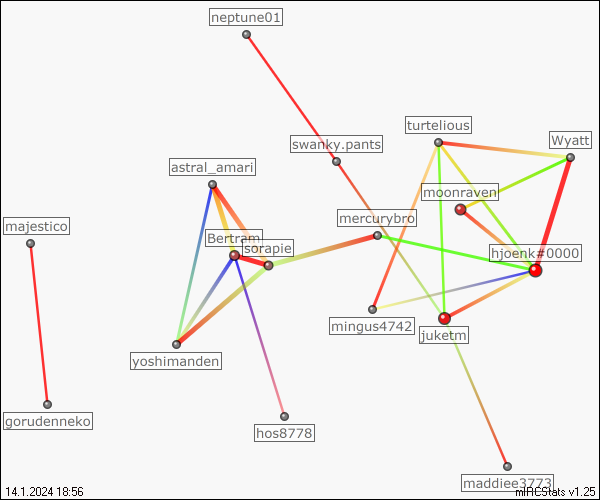 neptune01
turtelious
Wyatt
swanky.pants
astral_amari
moonraven
mercurybro
majestico
Bertram
sorapie
hjoenk#0000
mingus4742
juketm
yoshimanden
gorudenneko
hos8778
maddiee3773
14.1.2024 18:56
mIRCStats v1.25